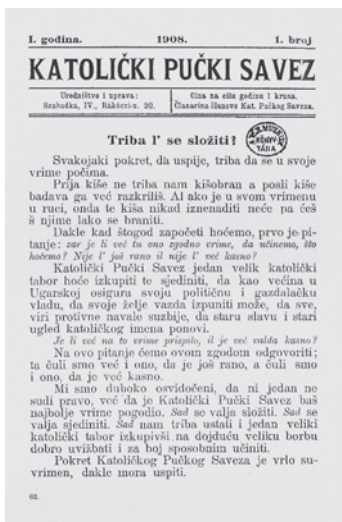 I. godina. 1908. 1. broj
KATOLIČKI PUČKI SAVEZ
Uredništvo i uprava:
Szabadka, IV., Rákóczi-z. 20.
Cina za cilu godinu 1 kruna.
Članarina članova Kat. Pučkog Saveza.
Triba l' se složiti?
Svakojaki pokret, da uspije, triba da se u svoje
vrime počima.
Prija kiše ne triba nam kišobran a posli kiše
badava ga već razkriliš. Al ako je u svom vrimenu
u ruci, onda te kiša nikad iznenaditi neće pa ćeš
š njime lako se braniti.
Dakle kad štogod započeti hoćemo, prvo je pi-
tanje: zar je li već tu ono zgodno vrime, da učinemo, što
hoćemo? Nije l' još rano il nije l' već kasno?
Katolički Pučki Savez jedan velik katolički
tabor hoće izkupiti te sjediniti, da kao većina u
Ugarskoj osigura svoju političnu i gazdalačku
vladu, da svoje želje vazda izpuniti može, da sve,
viri protivne navale suzbije, da staru slavu i stari
ugled katoličkog imena ponovi.
Je li već na to vrime prispalo, il je već valda kasno?
Na ovo pitanje ćemo ovom zgodom odgovoriti;
ta čuli smo već i ono, da je još rano, a čuli smo
i ono, da je već kasno.
Mi smo duboko osvidočeni, da ni jedan ne
sudi pravo, već da je Katolički Pučki Savez baš
najbolje vrime pogodio. Sad se valja složiti. Sad se
valja sjediniti. Sad nam triba ustati i jedan veliki
katolički tabor izkupivši na dojduću veliku borbu
dobro uvižbati i za boj sposobnim učiniti.
Pokret Katoličkog Pučkog Saveza je vrlo su-
vrimen, dakle mora uspiti.
62.